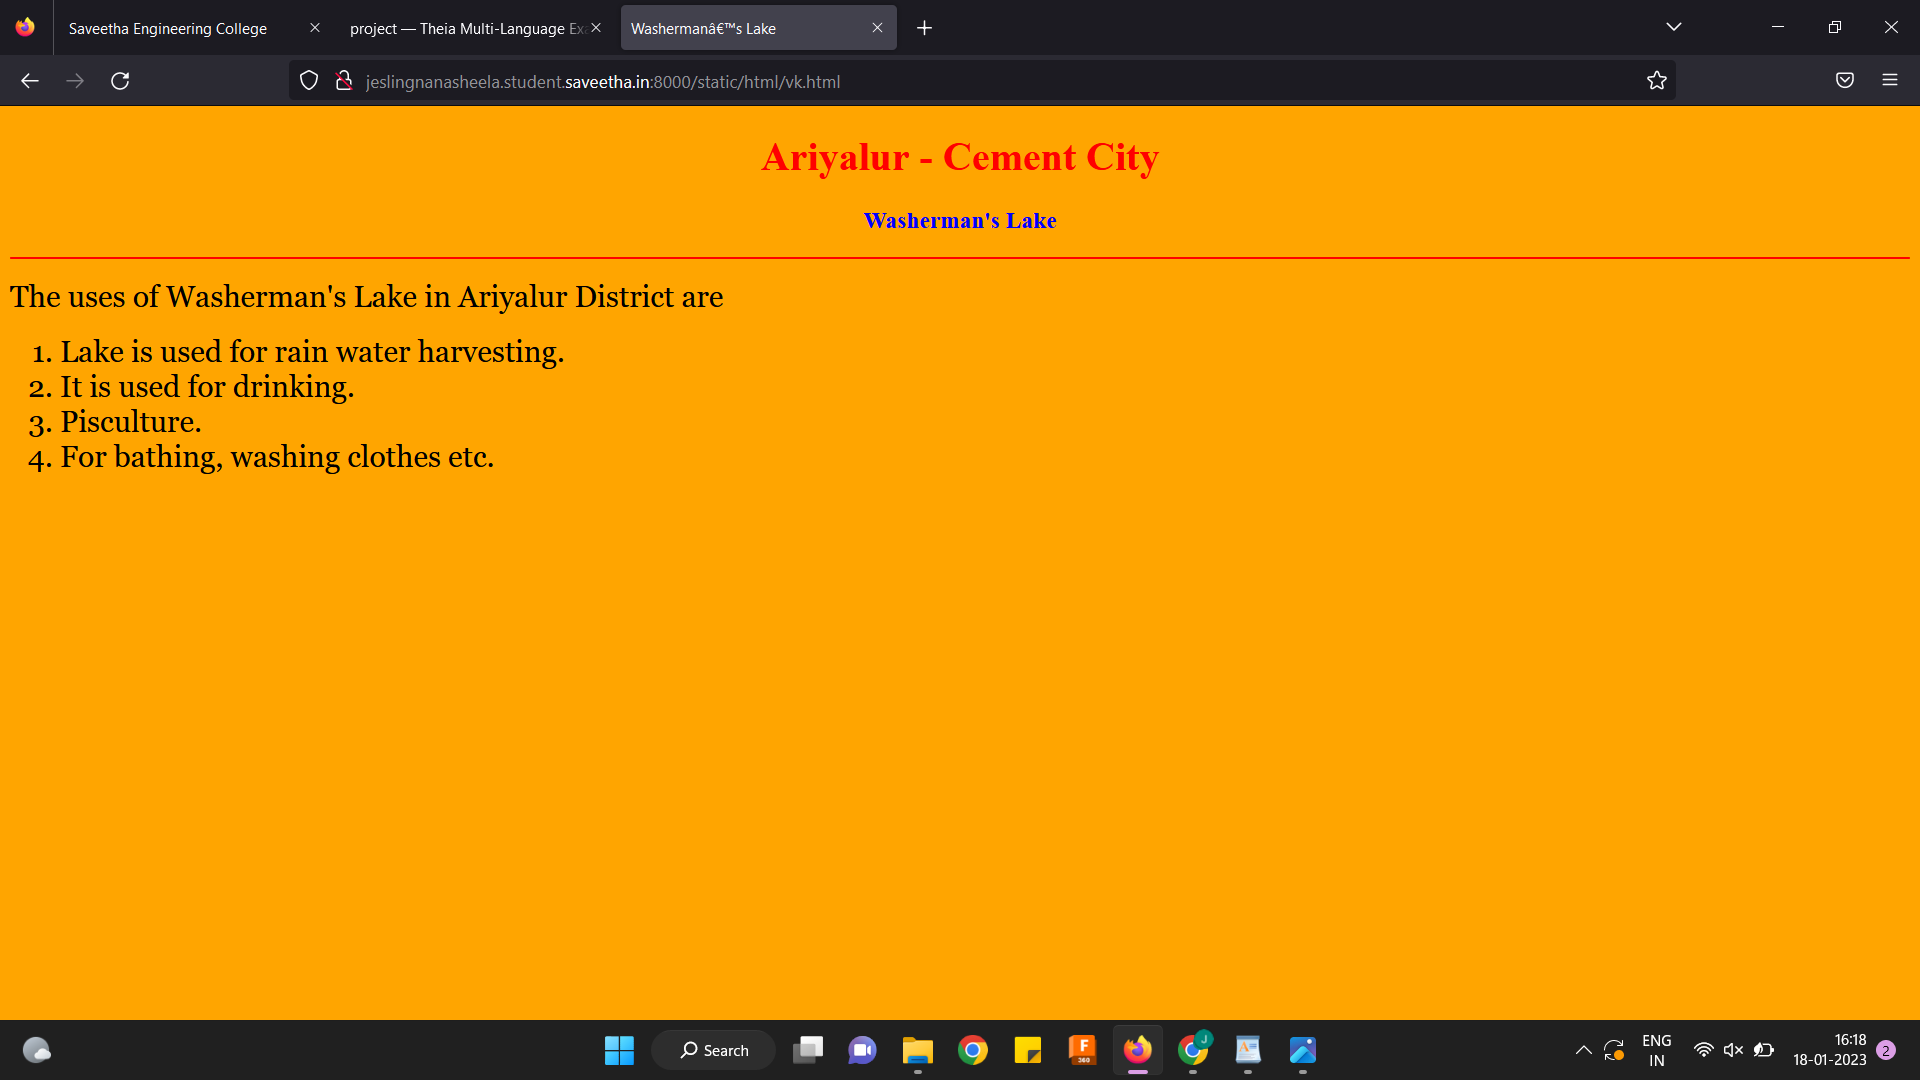 Saveetha Engineering College
project — Theia Multi-Language Exa
Washermanâ€™s Lake
jeslingnanasheela.student.saveetha.in:8000/static/html/vk.html
Ariyalur - Cement City
Washerman's Lake
The uses of Washerman's Lake in Ariyalur District are
1. Lake is used for rain water harvesting.
2. It is used for drinking.
3. Pisculture.
4. For bathing, washing clothes etc.
Search
F
360
J
ENG
IN
16:18
18-01-2023
2